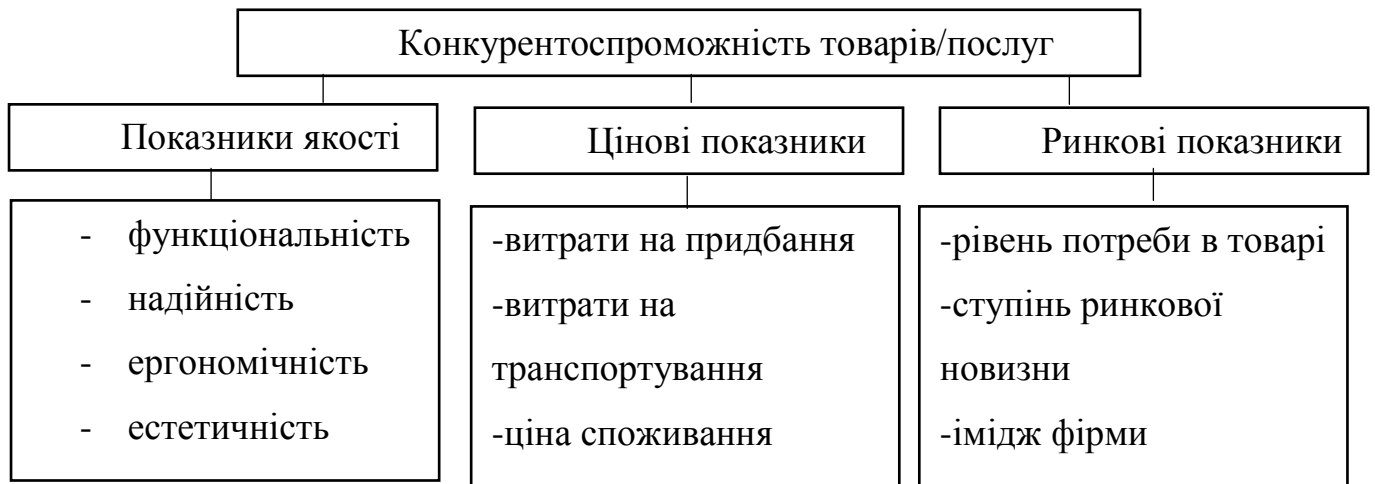 Конкурентоспроможність товарів/послуг
Показники якості
Цінові показники
Ринкові показники
- функціональність
- надійність
- ергономічність
- естетичність
-витрати на придбання
-витрати на
транспортування
-ціна споживання
-рівень потреби в товарі
-ступінь ринкової
новизни
-імідж фірми